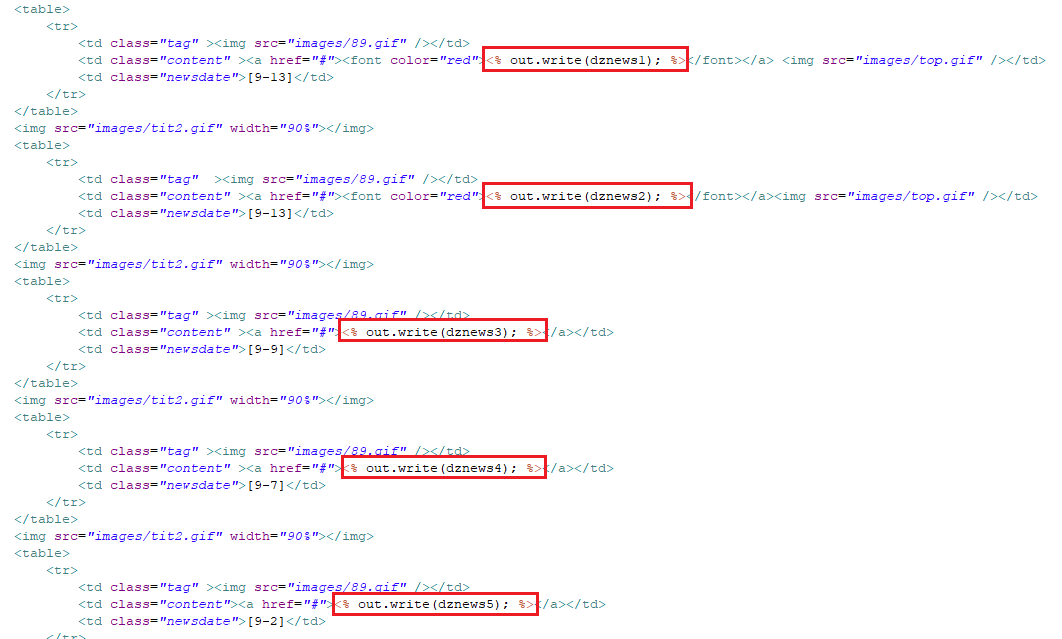 <table>
<tr>
<td class="tag" ><img src="images/89.gif" /></td>
<td class="content" ><a href="#"><font color="red"><% out.write(dznews1); %></font></a> <img src="images/top.gif" /></td>
<td class="newsdate">[9-13]</td>
</tr>
</table>
<img src="images/tit2.gif" width="90%"></img>
<table>
<tr>
<td class="tag"  ><img src="images/89.gif" /></td>
<td class="content" ><a href="#"><font color="red"><% out.write(dznews2); %></font></a><img src="images/top.gif" /></td>
<td class="newsdate">[9-13]</td>
</tr>
</table>
<img src="images/tit2.gif" width="90%"></img>
<table>
<tr>
<td class="tag" ><img src="images/89.gif" /></td>
<td class="content" ><a href="#"><% out.write(dznews3); %></a></td>
<td class="newsdate">[9-9]</td>
</tr>
</table>
<img src="images/tit2.gif" width="90%"></img>
<table>
<tr>
<td class="tag" ><img src="images/89.gif" /></td>
<td class="content" ><a href="#"><% out.write(dznews4); %></a></td>
<td class="newsdate">[9-7]</td>
</tr>
</table>
<img src="images/tit2.gif" width="90%"></img>
<table>
<tr>
<td class="tag" ><img src="images/89.gif" /></td>
<td class="content"><a href="#"><% out.write(dznews5); %></a></td>
<td class="newsdate">[9-2]</td>
</tr>